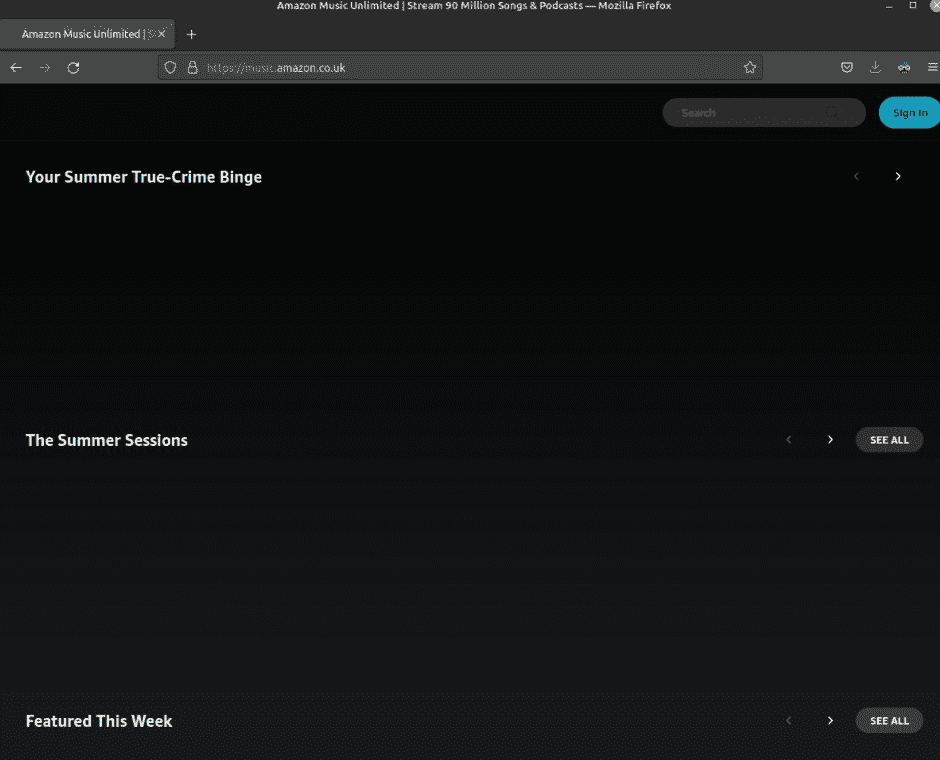 Amazon Music Unlimited | Stream 90 Million Songs & Podcasts — Mozilla Firefox
Amazon Music Unlimited |
https://music.amazon.co.uk
Search
Sign In
Your Summer True-Crime Binge
The Summer Sessions
SEE ALL
Featured This Week
SEE ALL